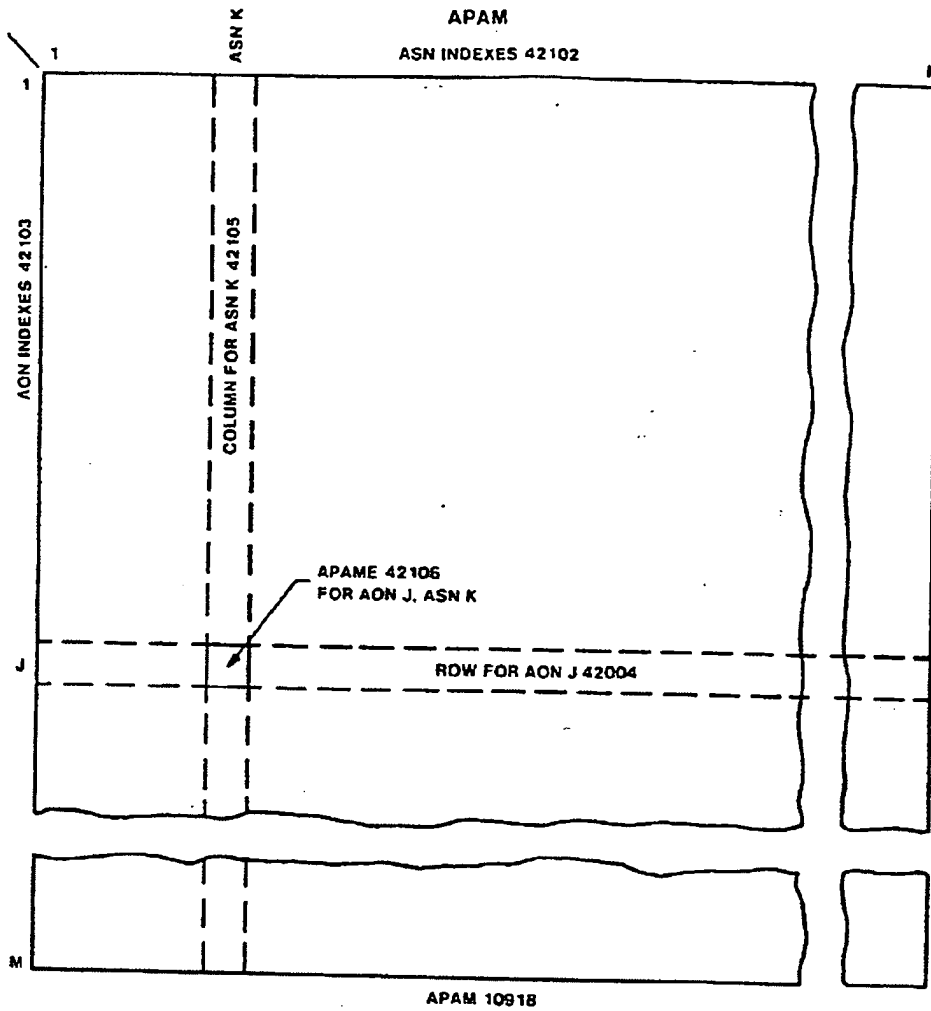 APAM
ASN K
ASN INDEXES 42102
1
1
AON INDEXES 42103
COLUMN FOR ASN K 42105
APAME 42106
FOR AON J, ASN K
J
ROW FOR AON J 42004
M
APAM 10918